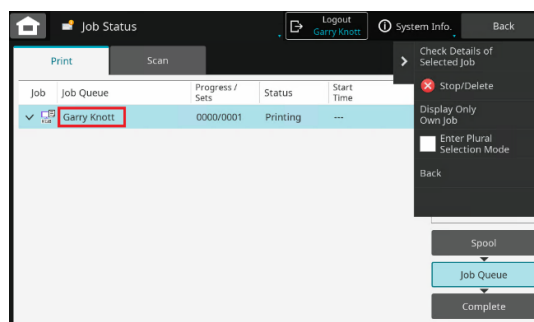 Job Status
Logout
Garry Knott
System Info.
Back
Print
Scan
Check Details of
Selected Job
Stop/Delete
Display Only
Own Job
Enter Plural
Selection Mode
Back
Job
Job Queue
Progress /
Sets
Status
Start
Time
Garry Knott
0000/0001
Printing
---
Spool
Job Queue
Complete